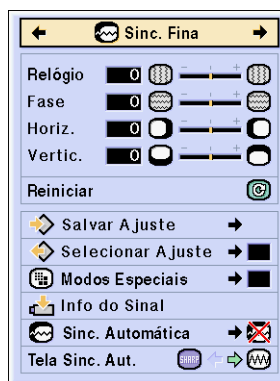 Sinc. Fina
Relógio 0
Fase 0
Horiz. 0
Vertic. 0
Reiniciar
Salvar Ajuste
Selecionar Ajuste
Modos Especiais
Info do Sinal
Sinc. Automática
Tela Sinc. Aut. SHARP